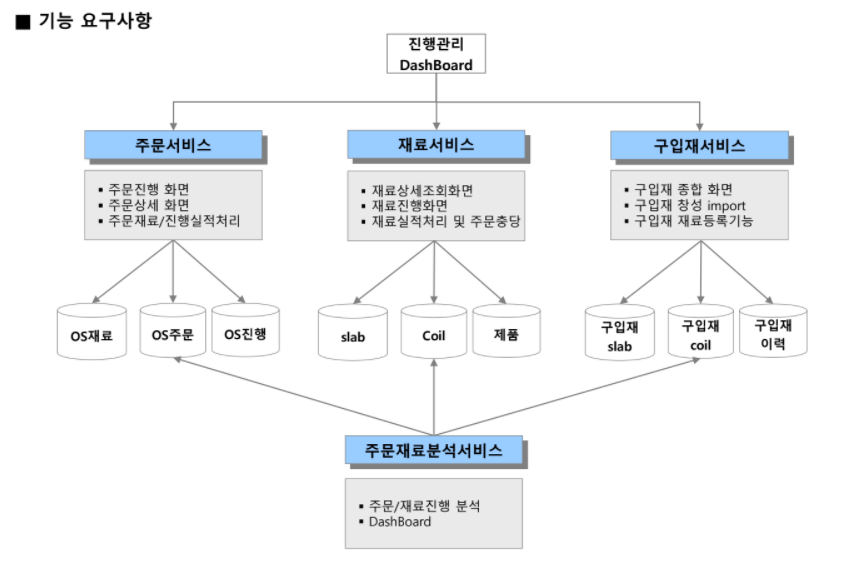 ■ 기능 요구사항
진행관리
DashBoard
주문서비스
재료서비스
구입재서비스
▪ 주문진행 화면
▪ 주문상세 화면
▪ 주문재료/진행실적처리
▪ 재료상세조회화면
▪ 재료진행화면
▪ 재료실적처리 및 주문충당
▪ 구입재 종합 화면
▪ 구입재 창성 import
▪ 구입재 재료등록기능
OS재료
OS주문
OS진행
slab
Coil
제품
구입재
slab
구입재
coil
구입재
이력
주문재료분석서비스
▪ 주문/재료진행 분석
▪ DashBoard